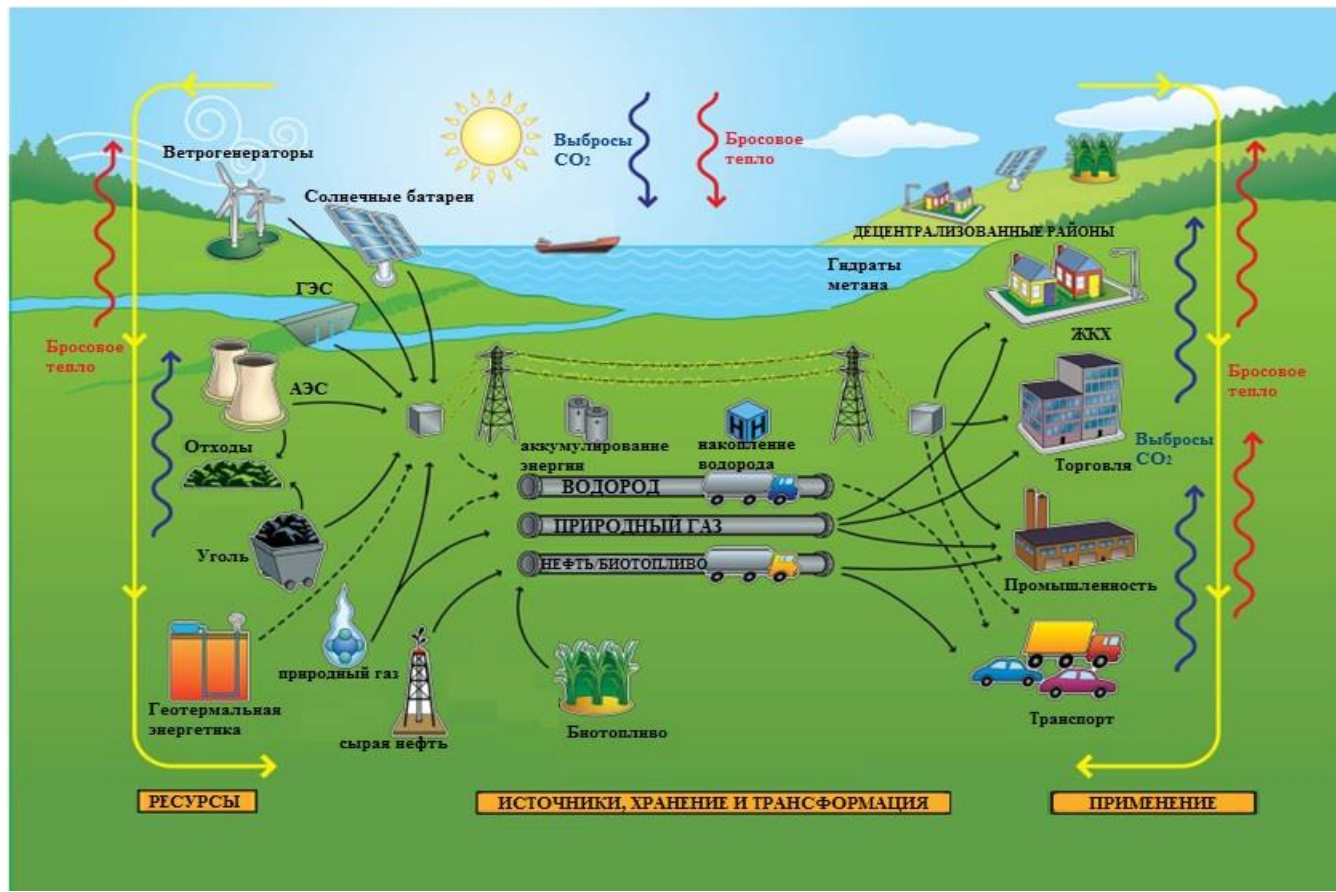 Ветрогенераторы
Солнечные батареи
Выбросы
CO₂
Бросовое
тепло
ДЕЦЕНТРАЛИЗОВАННЫЕ РАЙОНЫ
Гидраты
метана
ГЭС
ЖКХ
Бросовое
тепло
АЭС
Бросовое
тепло
Отходы
аккумулирование
энергии
накопление
водорода
НН
Торговля
Выбросы
CO₂
ВОДОРОД
ПРИРОДНЫЙ ГАЗ
Уголь
НЕФТЬ/БИОТОПЛИВО
Промышленность
природный газ
Геотермальная
энергетика
сырая нефть
Биотопливо
Транспорт
РЕСУРСЫ
ИСТОЧНИКИ, ХРАНЕНИЕ И ТРАНСФОРМАЦИЯ
ПРИМЕНЕНИЕ